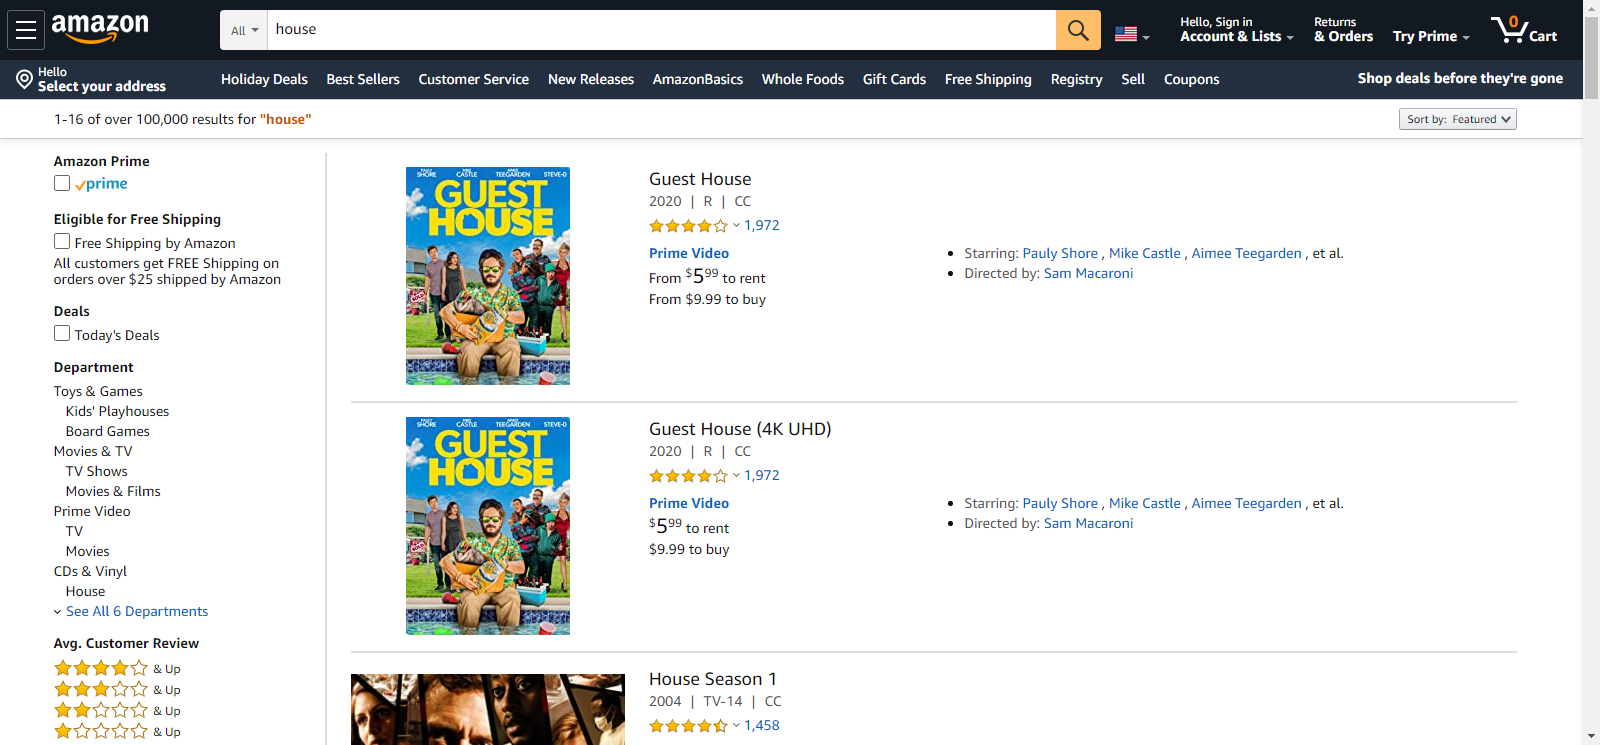 amazon
All
house
Hello, Sign in
Account & Lists
Returns
& Orders
Try Prime
0
Cart
Hello
Select your address
Holiday Deals
Best Sellers
Customer Service
New Releases
AmazonBasics
Whole Foods
Gift Cards
Free Shipping
Registry
Sell
Coupons
Shop deals before they're gone
1-16 of over 100,000 results for "house"
Sort by: Featured
Amazon Prime
prime
Eligible for Free Shipping
Free Shipping by Amazon
All customers get FREE Shipping on
orders over $25 shipped by Amazon
Deals
Today's Deals
Department
Toys & Games
Kids' Playhouses
Board Games
Movies & TV
TV Shows
Movies & Films
Prime Video
TV
Movies
CDs & Vinyl
House
See All 6 Departments
Avg. Customer Review
& Up
& Up
& Up
& Up
PAULY SHORE
MIKE CASTLE
AIMEE TEEGARDEN
STEVE-O
GUEST
HOUSE
Guest House
2020 | R | CC
1,972
Prime Video
From $5.99 to rent
From $9.99 to buy
Starring: Pauly Shore , Mike Castle , Aimee Teegarden , et al.
Directed by: Sam Macaroni
PAULY SHORE
MIKE CASTLE
AIMEE TEEGARDEN
STEVE-O
GUEST
HOUSE
Guest House (4K UHD)
2020 | R | CC
1,972
Prime Video
$5.99 to rent
$9.99 to buy
Starring: Pauly Shore , Mike Castle , Aimee Teegarden , et al.
Directed by: Sam Macaroni
House Season 1
2004 | TV-14 | CC
1,458